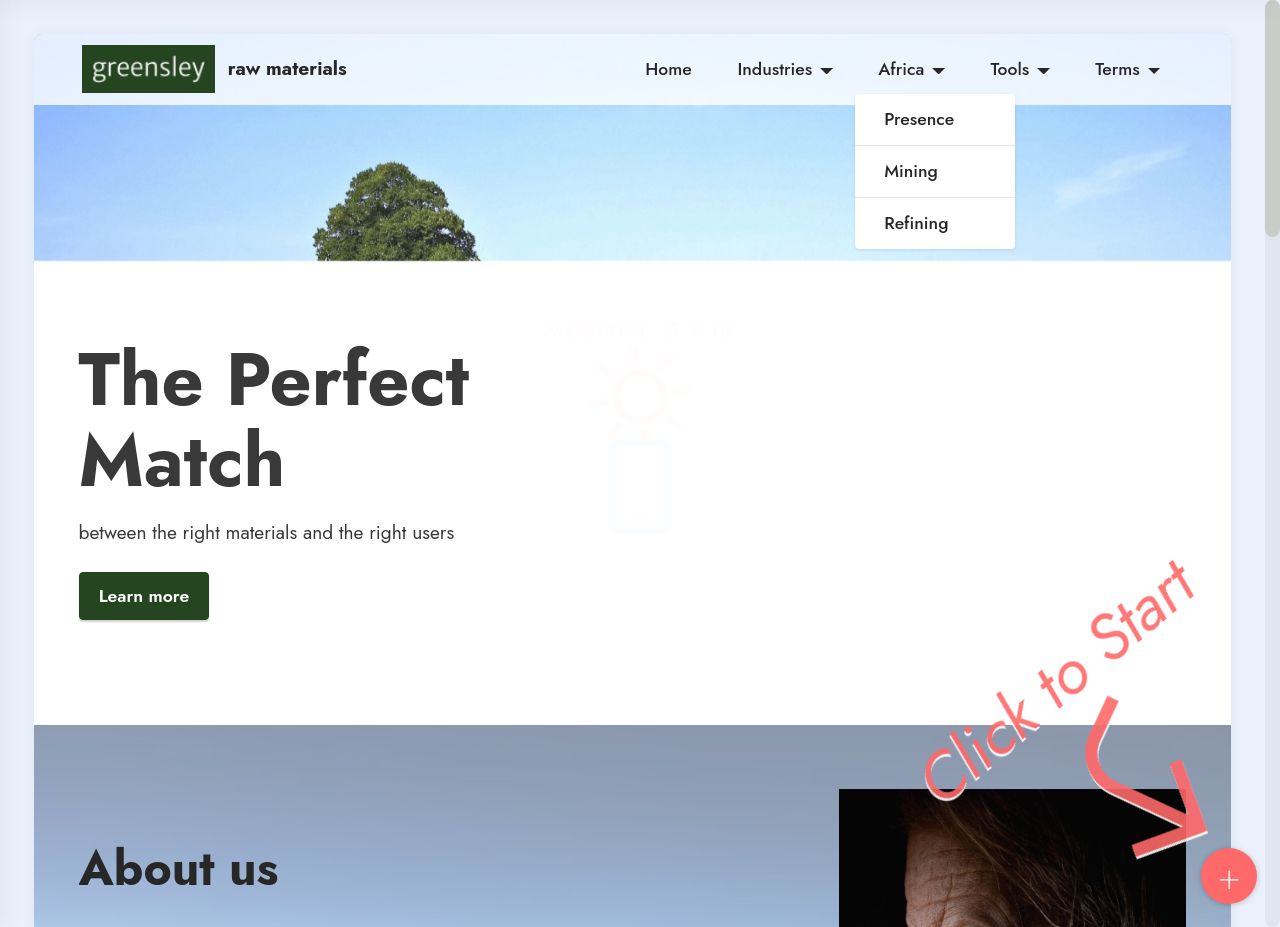 greensley
raw materials
Home
Industries
Africa
Tools
Terms
Presence
Mining
Refining
The Perfect
Match
between the right materials and the right users
Learn more
Click to Start
About us